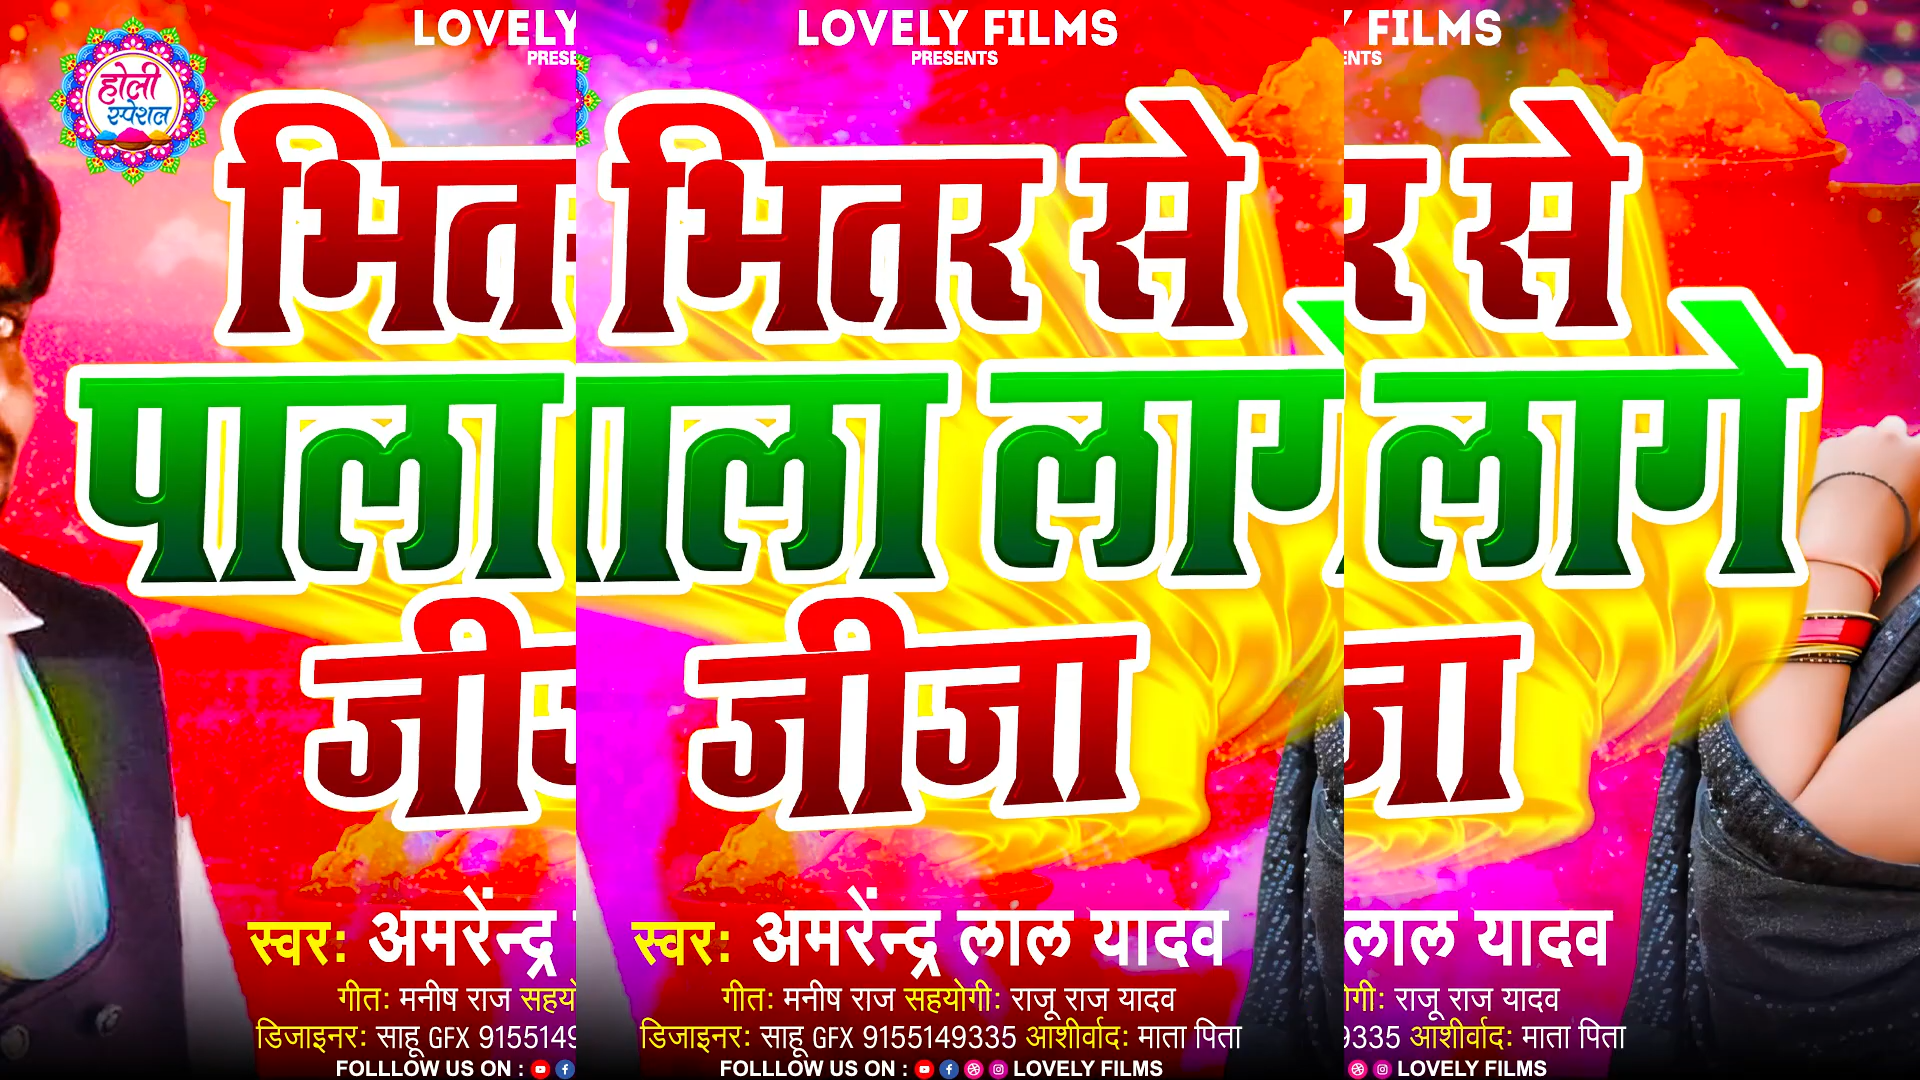 LOVELY FILMS
PRESENTS
होली
स्पेशल
भितर से
पाला लागे
जीजा
स्वर: अमरेंन्द्र लाल यादव
गीत: मनीष राज सहयोगी: राजू राज यादव
डिजाइनर: साहू GFX 9155149335 आशीर्वाद: माता पिता
FOLLLOW US ON : LOVELY FILMS